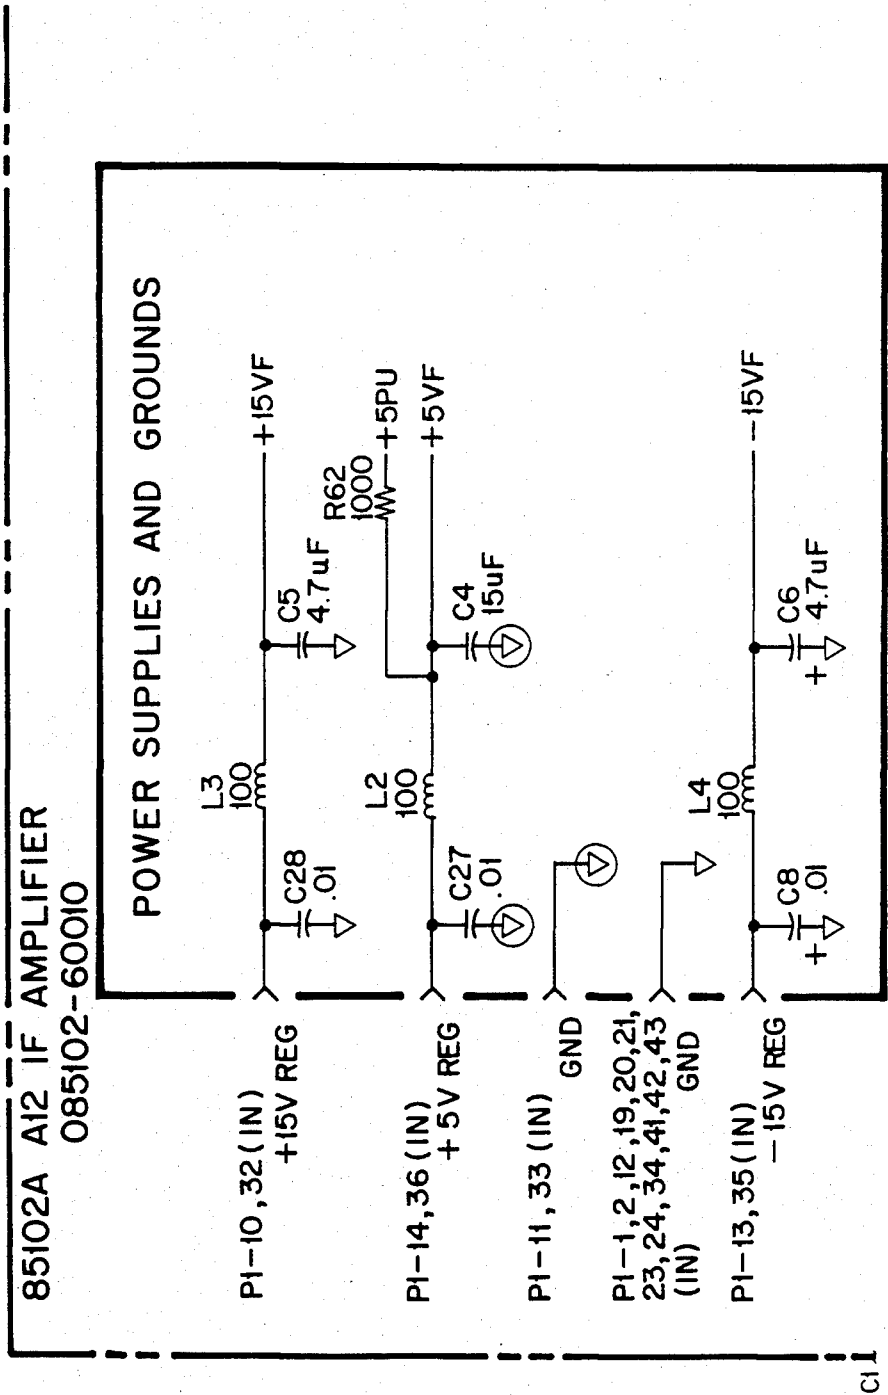 85102A A12 IF AMPLIFIER
085102-60010
POWER SUPPLIES AND GROUNDS
P1-10,32(IN)
+15V REG
C28
.01
L3
100
C5
4.7uF
+15VF
P1-14,36(IN)
+5V REG
C27
.01
L2
100
C4
15uF
R62
1000
+5PU
+5VF
P1-11,33(IN)
GND
P1-1,2,12,19,20,21,
23,24,34,41,42,43
(IN)
GND
P1-13,35(IN)
-15V REG
C8
.01
+
L4
100
C6
4.7uF
+
-15VF